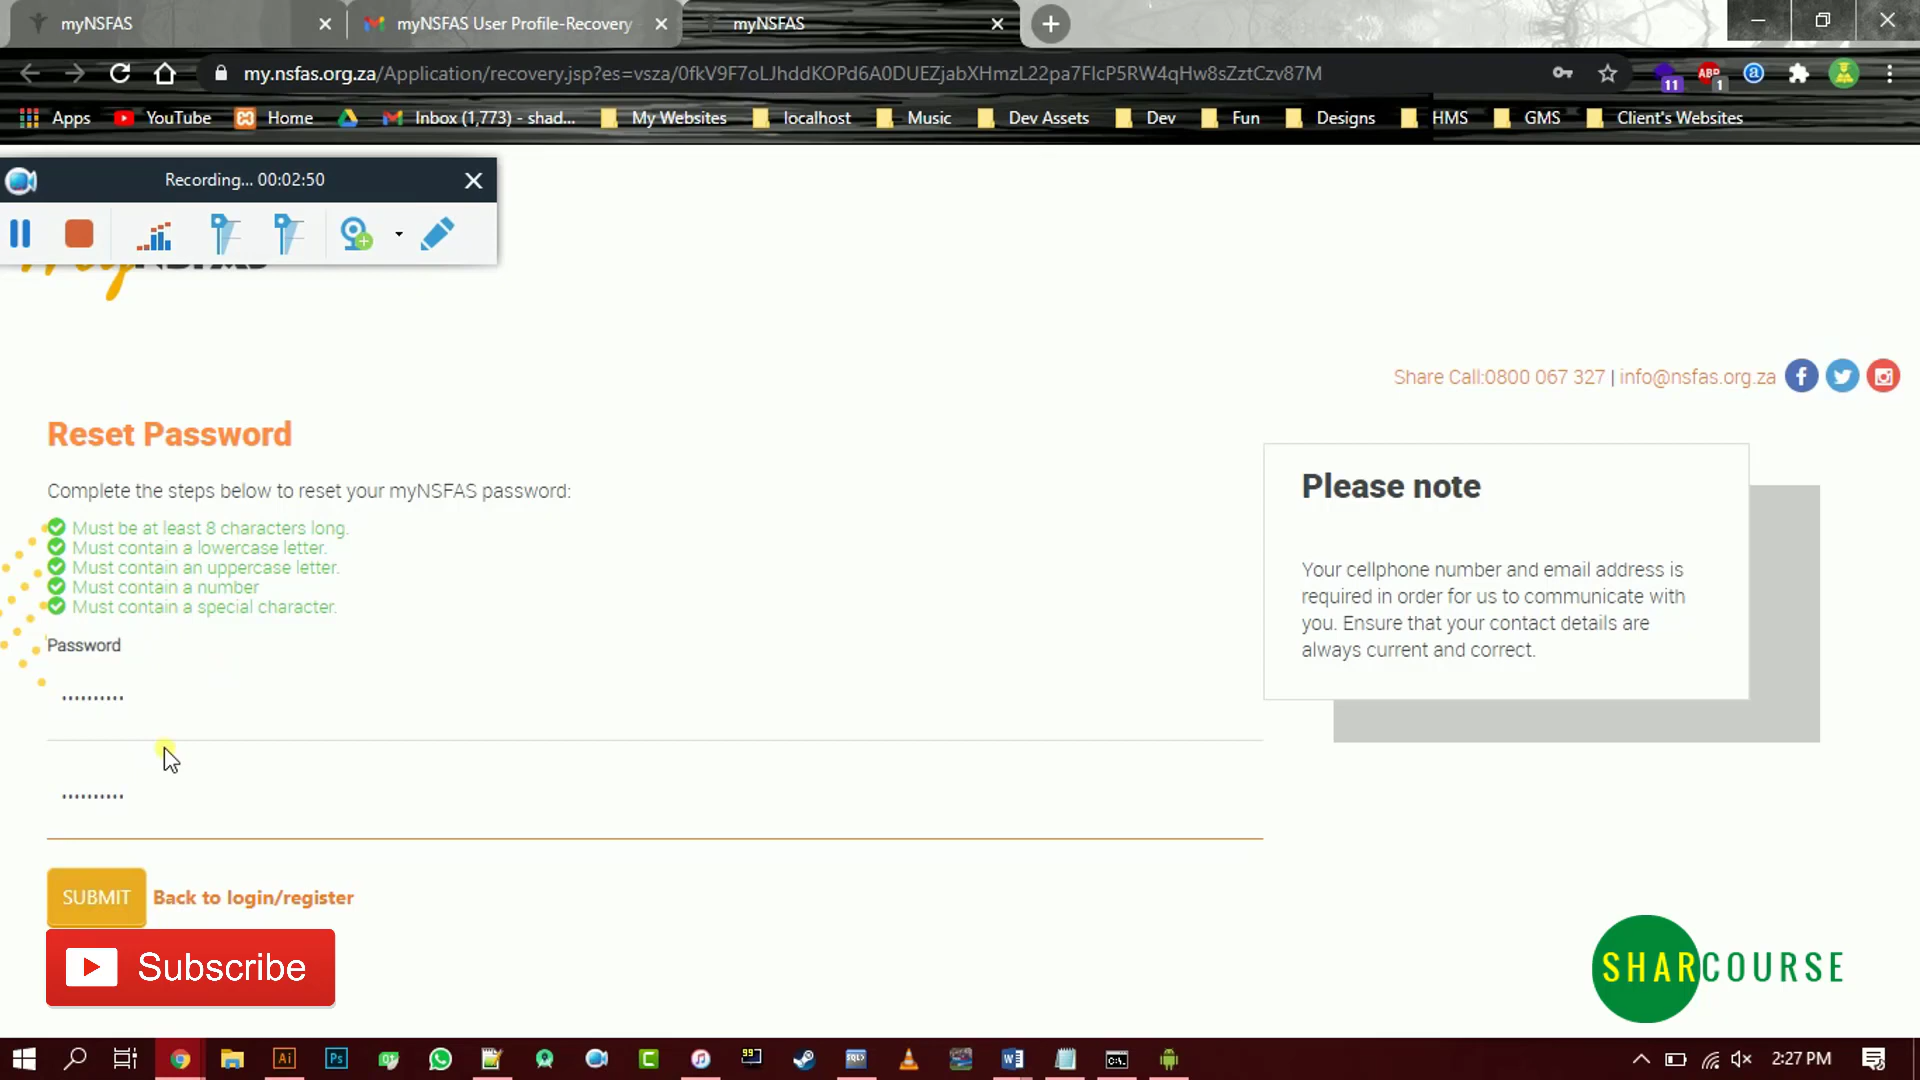 myNSFAS
myNSFAS User Profile-Recovery
myNSFAS
my.nsfas.org.za/Application/recovery.jsp?es=vsza/0fkV9F7oLJhddKOPd6A0DUEZjabXHmzL22pa7FIcP5RW4qHw8sZztCzv87M
11
ABP
1
a
Apps
YouTube
Home
Inbox (1,773) - shad...
My Websites
localhost
Music
Dev Assets
Dev
Fun
Designs
HMS
GMS
Client's Websites
Recording... 00:02:50
Share Call:0800 067 327 | info@nsfas.org.za
Reset Password
Complete the steps below to reset your myNSFAS password:
Must be at least 8 characters long.
Must contain a lowercase letter.
Must contain an uppercase letter.
Must contain a number
Must contain a special character.
Password
Please note
Your cellphone number and email address is
required in order for us to communicate with
you. Ensure that your contact details are
always current and correct.
SUBMIT
Back to login/register
Subscribe
SHARCOURSE
Ai
Ps
2:27 PM